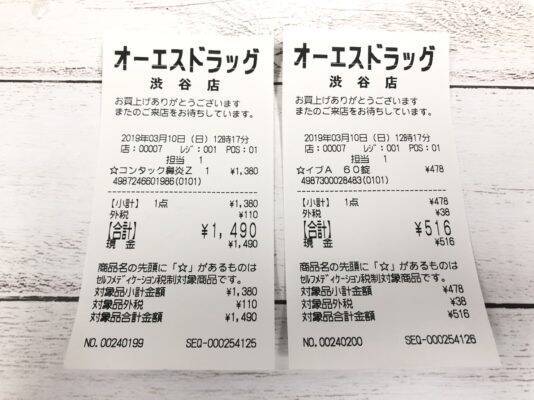 オーエスドラッグ
渋谷店
お買上げありがとうございます
またのご来店をお待ちしています。
2019年03月10日（日）12時17分
店：00007 レジ：001 POS：01
担当 1
☆コンタック鼻炎Z 1 ¥1,380
4987246601986(0101)
【小計】 1点 ¥1,380
外税 ¥110
【合計】 ¥1,490
現金 ¥1,490
商品名の先頭に「☆」があるものは
セルフメディケーション税制対象商品です。
対象品小計金額 ¥1,380
対象品外税 ¥110
対象品合計金額 ¥1,490
NO.00240199 SEQ-000254125
オーエスドラッグ
渋谷店
お買上げありがとうございます
またのご来店をお待ちしています。
2019年03月10日（日）12時17分
店：00007 レジ：001 POS：01
担当 1
☆イブA 60錠 ¥478
4987300028483(0101)
【小計】 1点 ¥478
外税 ¥38
【合計】 ¥516
現金 ¥516
商品名の先頭に「☆」があるものは
セルフメディケーション税制対象商品です。
対象品小計金額 ¥478
対象品外税 ¥38
対象品合計金額 ¥516
NO.00240200 SEQ-000254126